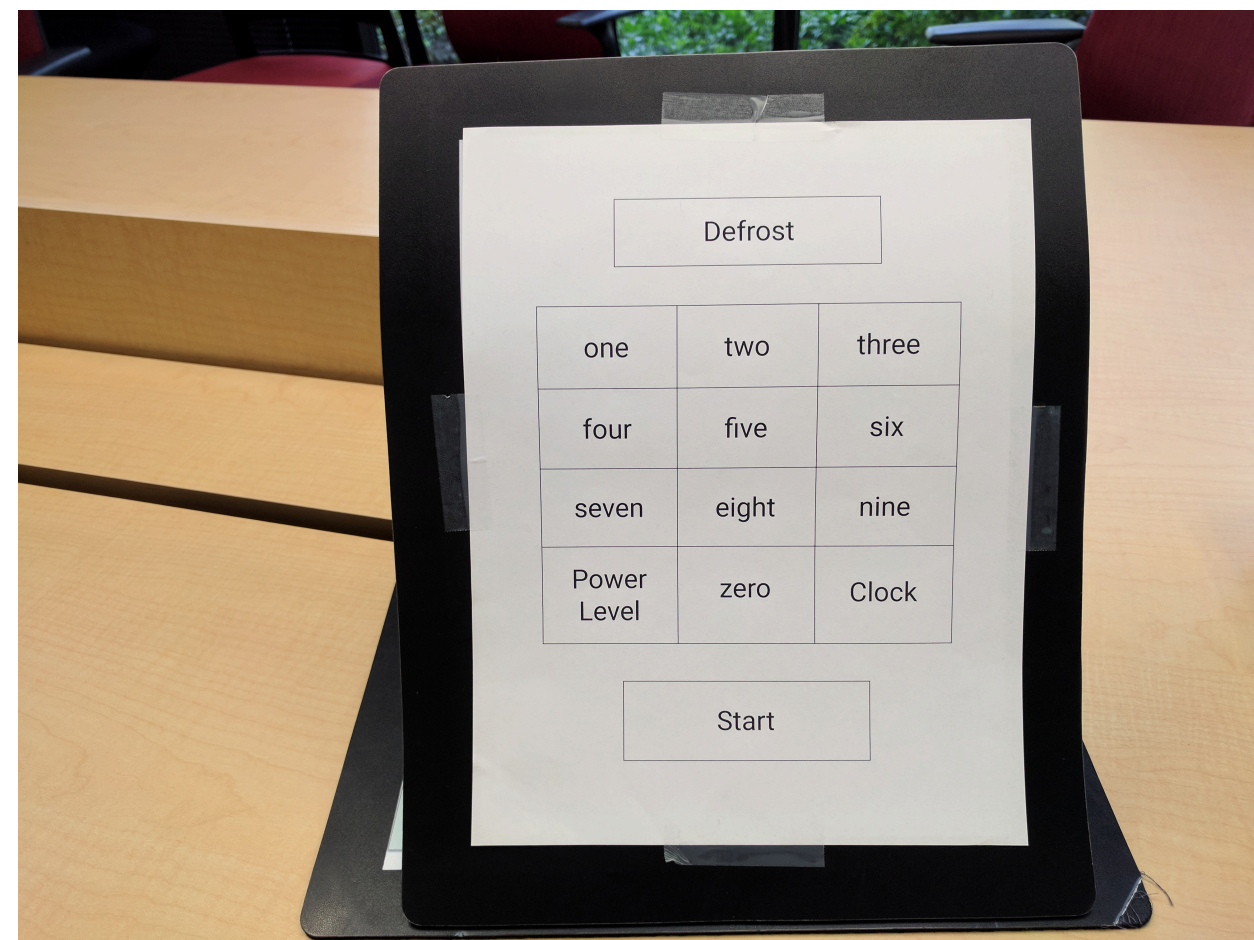 Defrost
one two three
four five six
seven eight nine
Power
Level zero Clock
Start